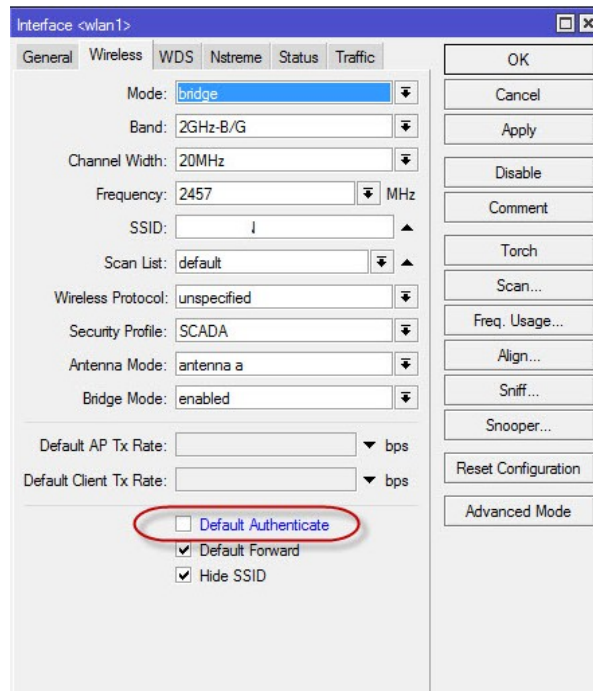 Interface <wlan1>
General Wireless WDS Nstreme Status Traffic
Mode: bridge
Band: 2GHz-B/G
Channel Width: 20MHz
Frequency: 2457 MHz
SSID:
Scan List: default
Wireless Protocol: unspecified
Security Profile: SCADA
Antenna Mode: antenna a
Bridge Mode: enabled
Default AP Tx Rate: bps
Default Client Tx Rate: bps
Default Authenticate
Default Forward
Hide SSID
OK
Cancel
Apply
Disable
Comment
Torch
Scan...
Freq. Usage...
Align...
Sniff...
Snooper...
Reset Configuration
Advanced Mode